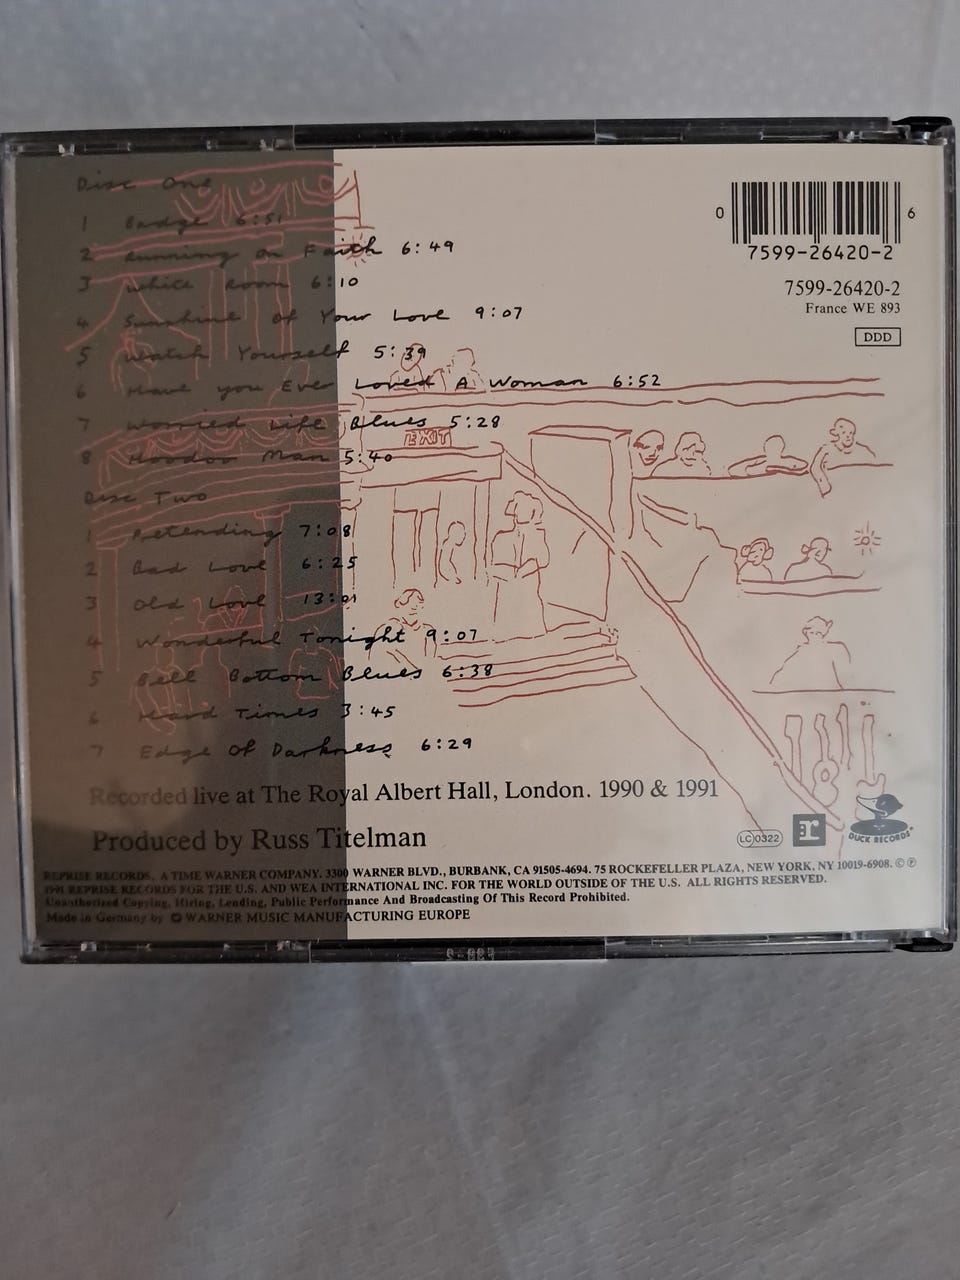 Disc One
1 Badge 6:51
2 Running on Faith 6:49
3 White Room 6:10
4 Sunshine of Your Love 9:07
5 Watch Yourself 5:39
6 Have you Ever Loved A Woman 6:52
7 Worried Life Blues 5:28
8 Hoodoo Man 5:40
Disc Two
1 Pretending 7:08
2 Bad Love 6:25
3 Old Love 13:01
4 Wonderful Tonight 9:07
5 Bell Bottom Blues 6:38
6 Hard Times 3:45
7 Edge Of Darkness 6:29
EXIT
0 7599-26420-2 6
7599-26420-2
France WE 893
DDD
Recorded live at The Royal Albert Hall, London. 1990 & 1991
Produced by Russ Titelman
LC 0322
r
DUCK RECORDS
REPRISE RECORDS, A TIME WARNER COMPANY. 3300 WARNER BLVD., BURBANK, CA 91505-4694. 75 ROCKEFELLER PLAZA, NEW YORK, NY 10019-6908. © ℗
1991 REPRISE RECORDS FOR THE U.S. AND WEA INTERNATIONAL INC. FOR THE WORLD OUTSIDE OF THE U.S. ALL RIGHTS RESERVED.
Unauthorized Copying, Hiring, Lending, Public Performance And Broadcasting Of This Record Prohibited.
Made in Germany by WARNER MUSIC MANUFACTURING EUROPE